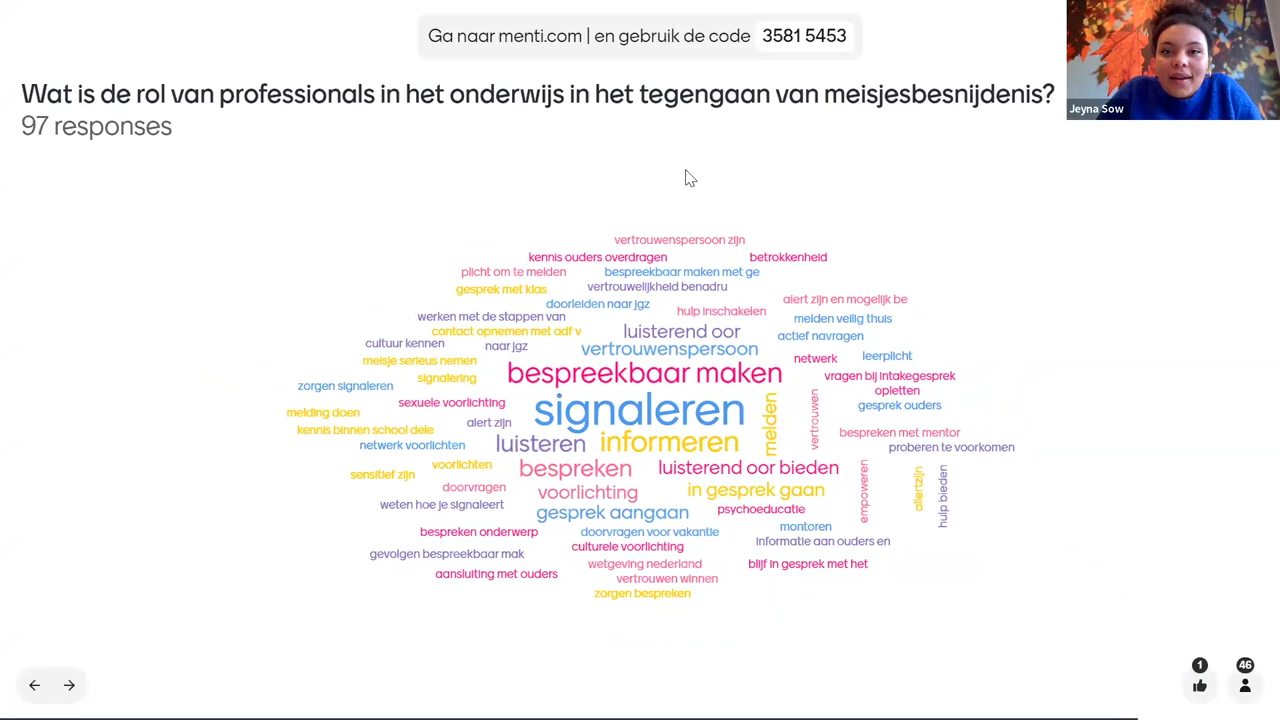 Ga naar menti.com | en gebruik de code 3581 5453
Wat is de rol van professionals in het onderwijs in het tegengaan van meisjesbesnijdenis?
97 responses
Jeyna Sow
vertrouwenspersoon zijn
kennis ouders overdragen
betrokkenheid
plicht om te melden
bespreekbaar maken met ge
gesprek met klas
vertrouwelijkheid benadru
doorleiden naar jgz
hulp inschakelen
alert zijn en mogelijk be
werken met de stappen van
melden veilig thuis
contact opnemen met adf v
luisterend oor
actief navragen
cultuur kennen
naar jgz
vertrouwenspersoon
meisje serieus nemen
netwerk
leerplicht
bespreekbaar maken
signalering
vragen bij intakegesprek
zorgen signaleren
opletten
sexuele voorlichting
signaleren
melden
vertrouwen
gesprek ouders
melding doen
alert zijn
kennis binnen school dele
bespreken met mentor
netwerk voorlichten
luisteren
informeren
proberen te voorkomen
sensitief zijn
voorlichten
bespreken
luisterend oor bieden
empoweren
allertzijn
hulp bieden
doorvragen
voorlichting
in gesprek gaan
weten hoe je signaleert
gesprek aangaan
psychoeducatie
bespreken onderwerp
doorvragen voor vakantie
montoren
culturele voorlichting
informatie aan ouders en
gevolgen bespreekbaar mak
wetgeving nederland
blijf in gesprek met het
aansluiting met ouders
vertrouwen winnen
zorgen bespreken
1
46